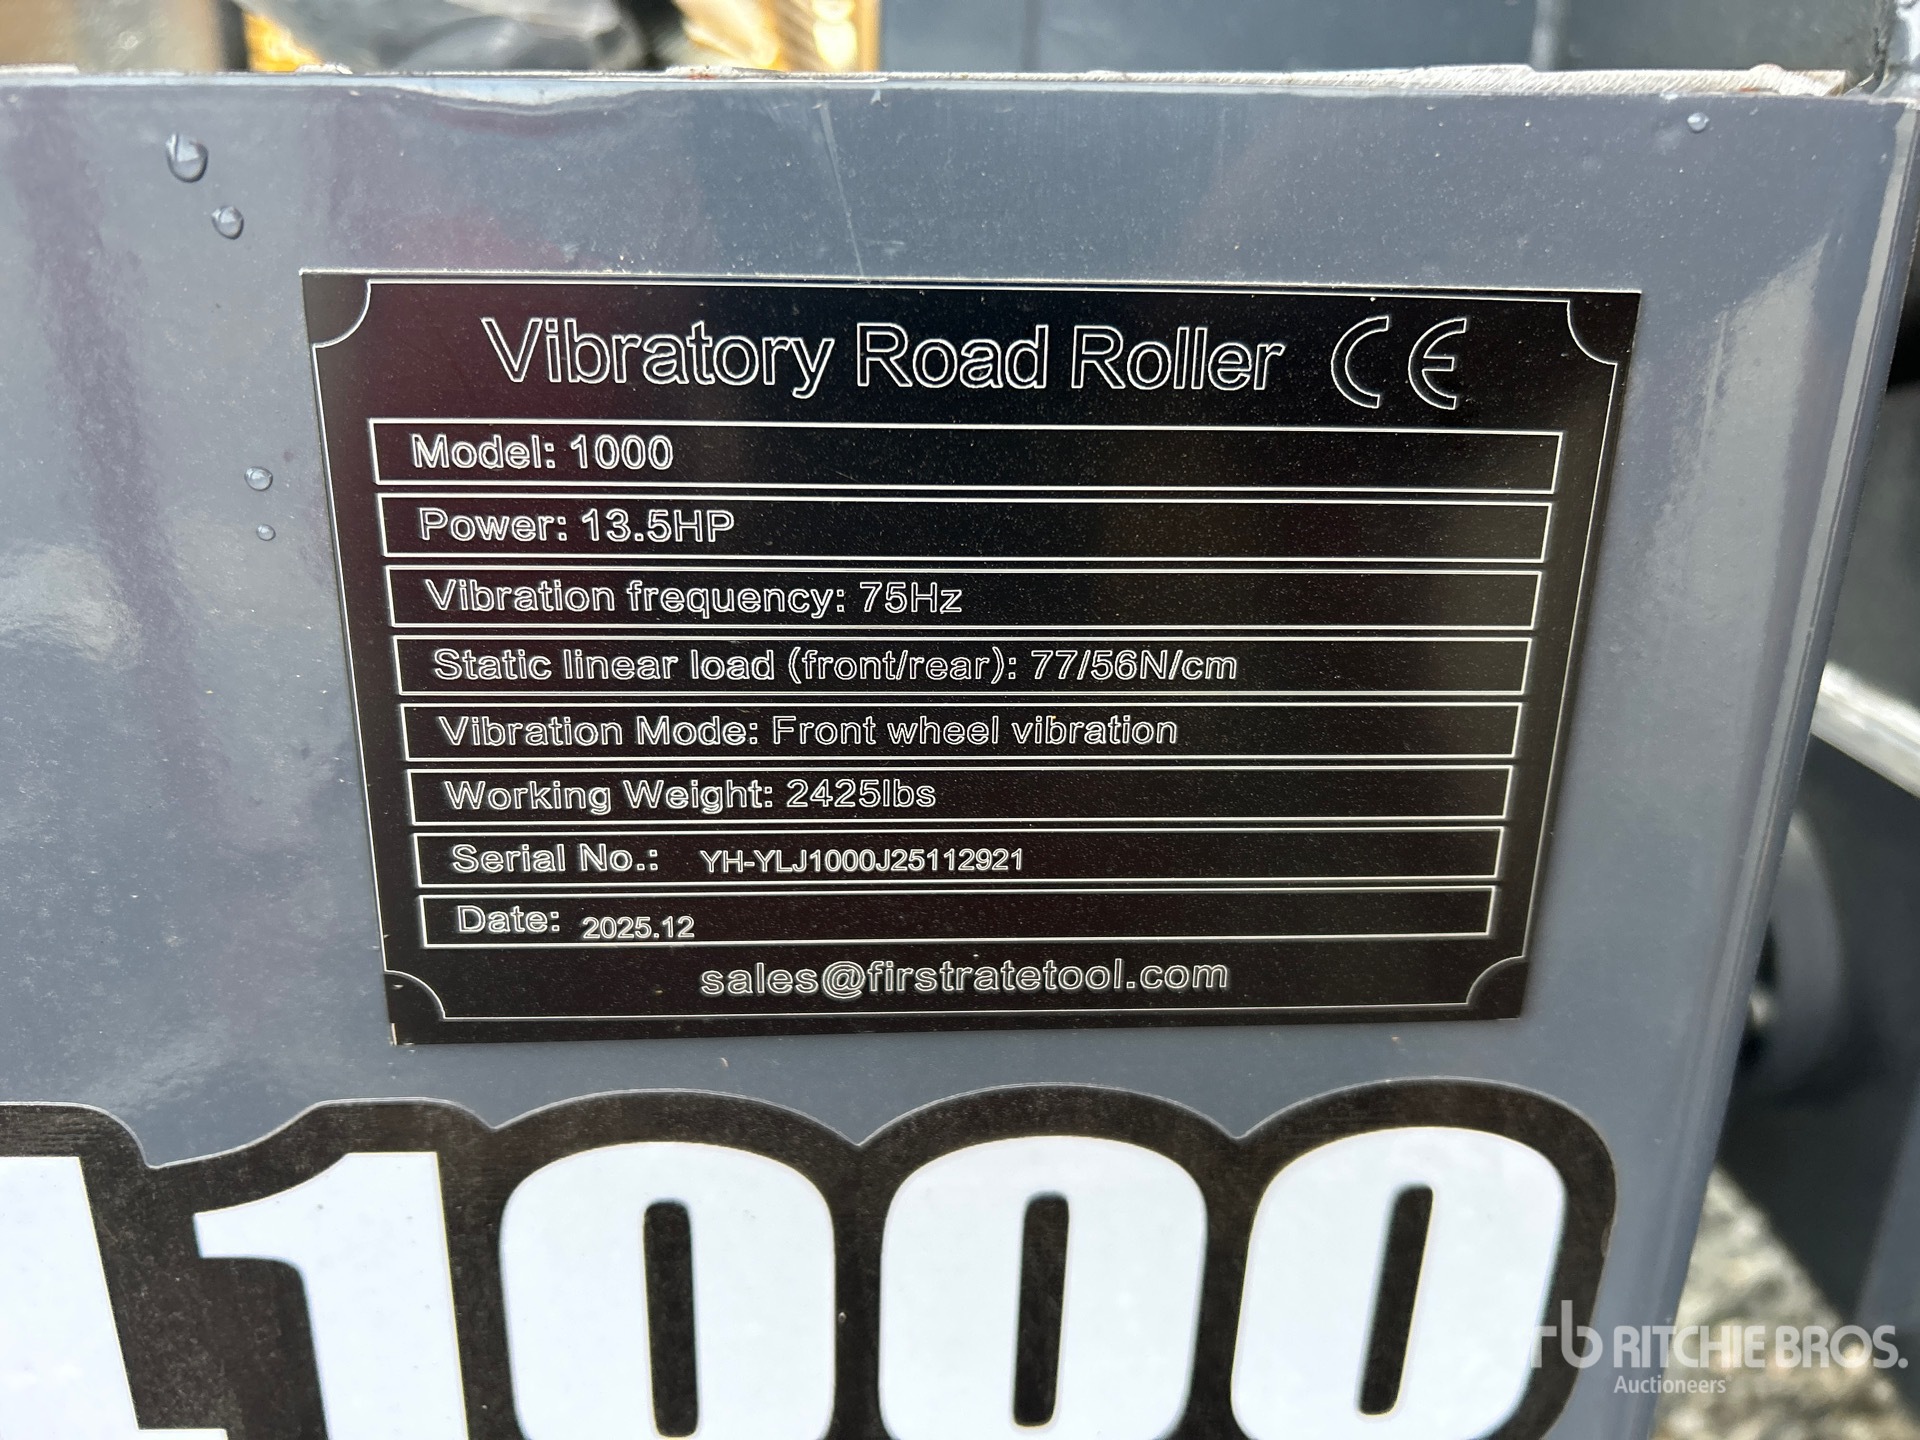 Vibratory Road Roller CE
Model: 1000
Power: 13.5HP
Vibration frequency: 75Hz
Static linear load (front/rear): 77/56N/cm
Vibration Mode: Front wheel vibration
Working Weight: 2425lbs
Serial No.: YH-YLJ1000J25112921
Date: 2025.12
sales@firstratetool.com
1000
rb RITCHIE BROS.
Auctioneers